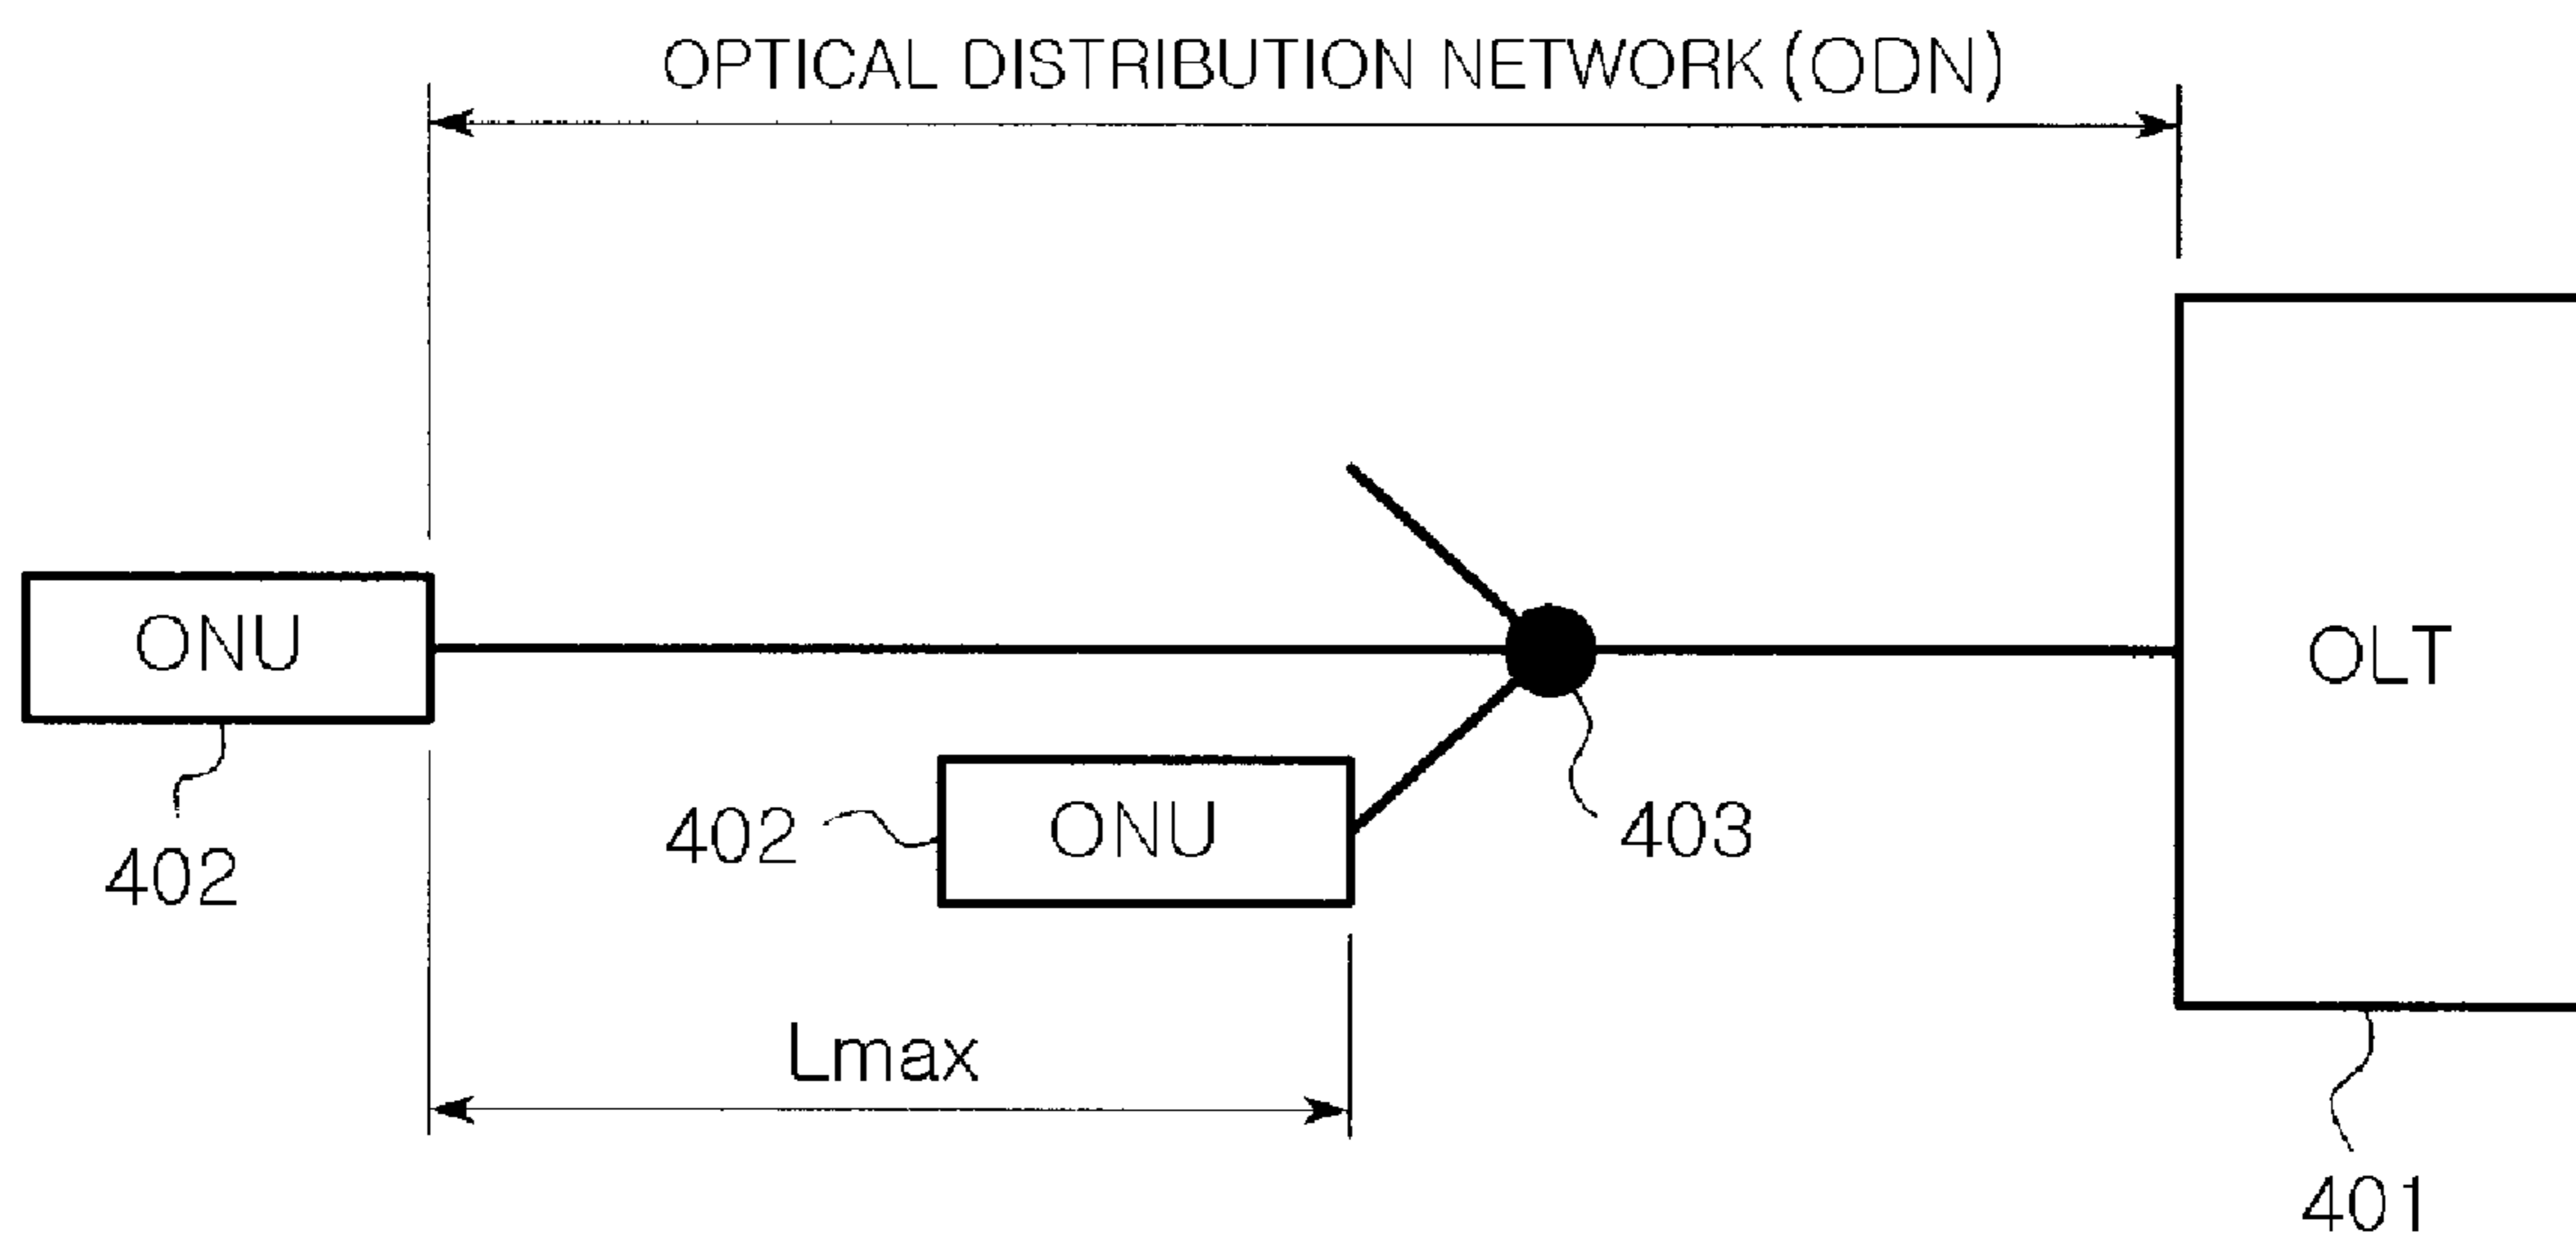 OPTICAL DISTRIBUTION NETWORK (ODN)
ONU
OLT
402
402
ONU
403
Lmax
401